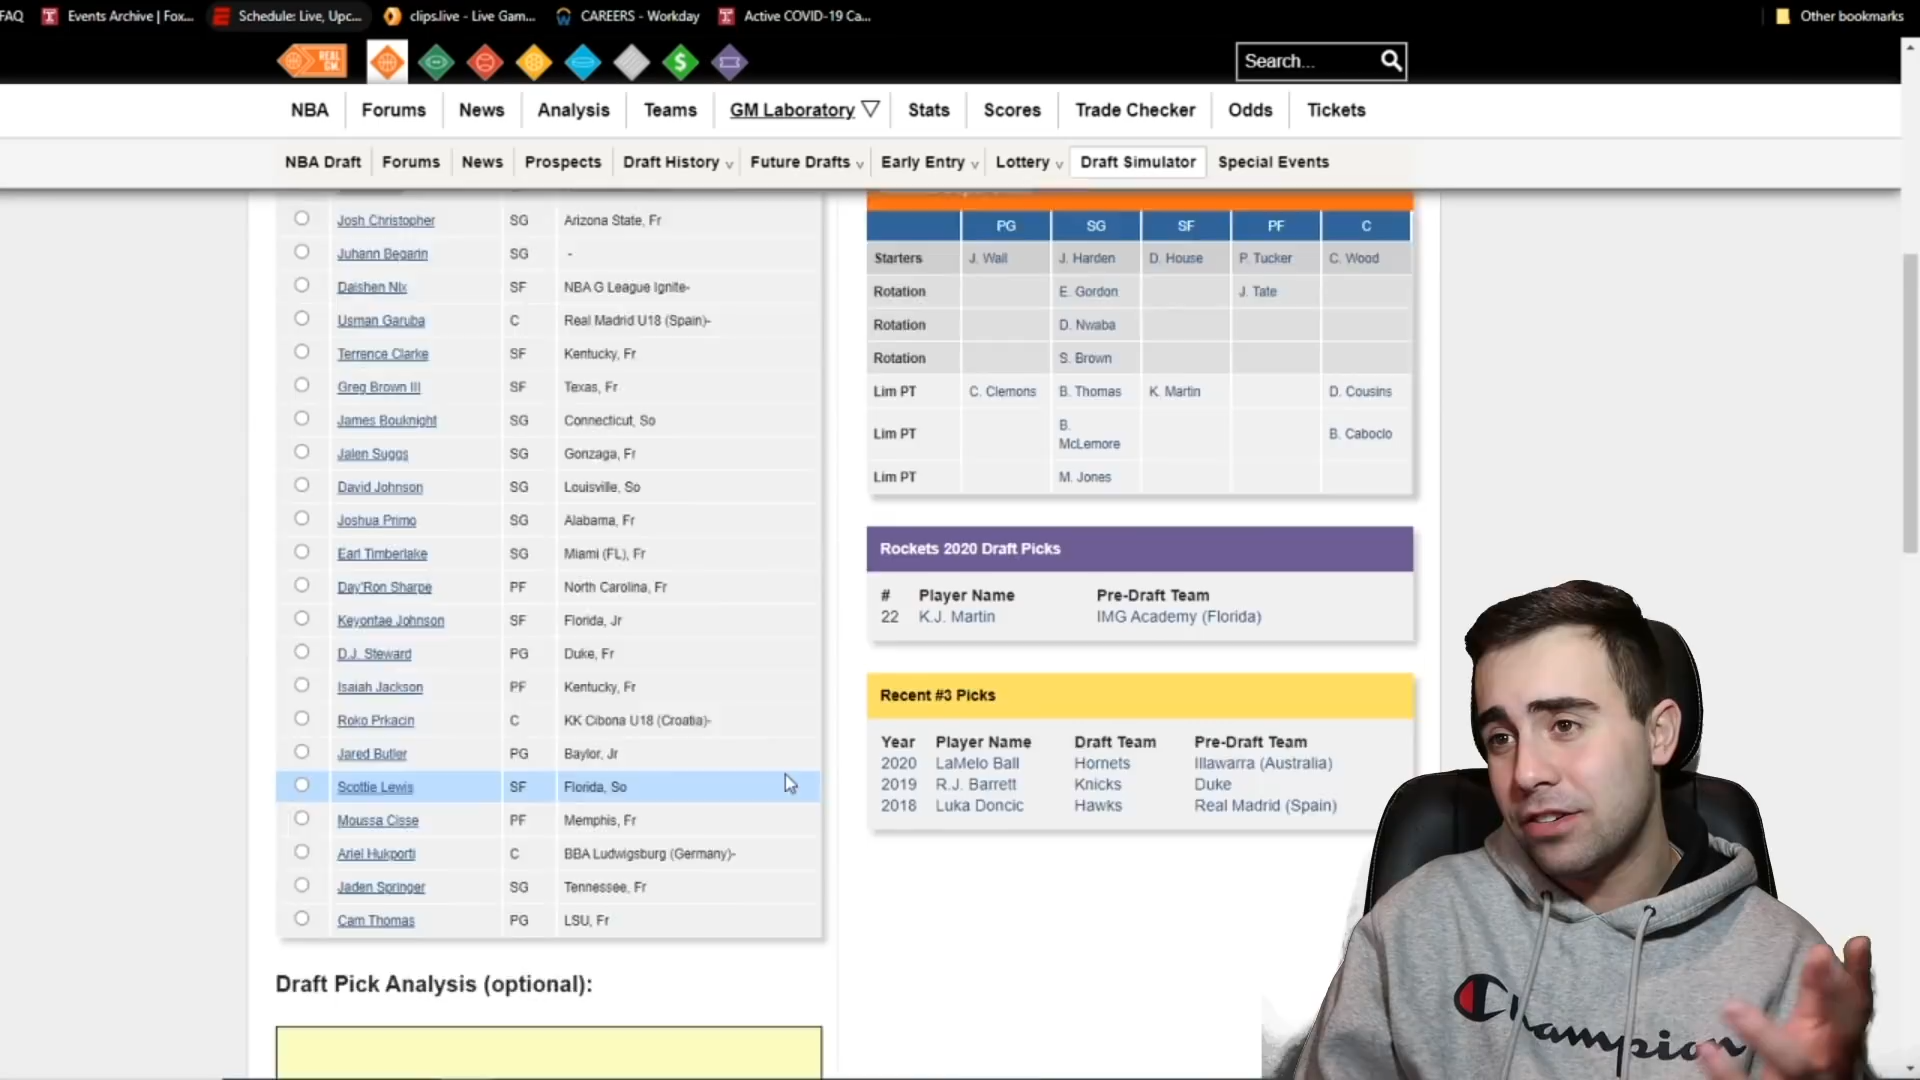 FAQ Events Archive | Fox... Schedule: Live, Upc... clips.live - Live Gam... CAREERS - Workday Active COVID-19 Ca... Other bookmarks
REAL GM. Search...
NBA Forums News Analysis Teams GM Laboratory Stats Scores Trade Checker Odds Tickets
NBA Draft Forums News Prospects Draft History Future Drafts Early Entry Lottery Draft Simulator Special Events
Josh Christopher SG Arizona State, Fr
Juhann Begarin SG -
Daishen Nix SF NBA G League Ignite-
Usman Garuba C Real Madrid U18 (Spain)-
Terrence Clarke SF Kentucky, Fr
Greg Brown III SF Texas, Fr
James Bouknight SG Connecticut, So
Jalen Suggs SG Gonzaga, Fr
David Johnson SG Louisville, So
Joshua Primo SG Alabama, Fr
Earl Timberlake SG Miami (FL), Fr
Day'Ron Sharpe PF North Carolina, Fr
Keyontae Johnson SF Florida, Jr
D.J. Steward PG Duke, Fr
Isaiah Jackson PF Kentucky, Fr
Roko Prkacin C KK Cibona U18 (Croatia)-
Jared Butler PG Baylor, Jr
Scottie Lewis SF Florida, So
Moussa Cisse PF Memphis, Fr
Ariel Hukporti C BBA Ludwigsburg (Germany)-
Jaden Springer SG Tennessee, Fr
Cam Thomas PG LSU, Fr
Draft Pick Analysis (optional):
PG SG SF PF C
Starters J. Wall J. Harden D. House P. Tucker C. Wood
Rotation E. Gordon J. Tate
Rotation D. Nwaba
Rotation S. Brown
Lim PT C. Clemons B. Thomas K. Martin D. Cousins
Lim PT B. McLemore B. Caboclo
Lim PT M. Jones
Rockets 2020 Draft Picks
# Player Name Pre-Draft Team
22 K.J. Martin IMG Academy (Florida)
Recent #3 Picks
Year Player Name Draft Team Pre-Draft Team
2020 LaMelo Ball Hornets Illawarra (Australia)
2019 R.J. Barrett Knicks Duke
2018 Luka Doncic Hawks Real Madrid (Spain)
Champion